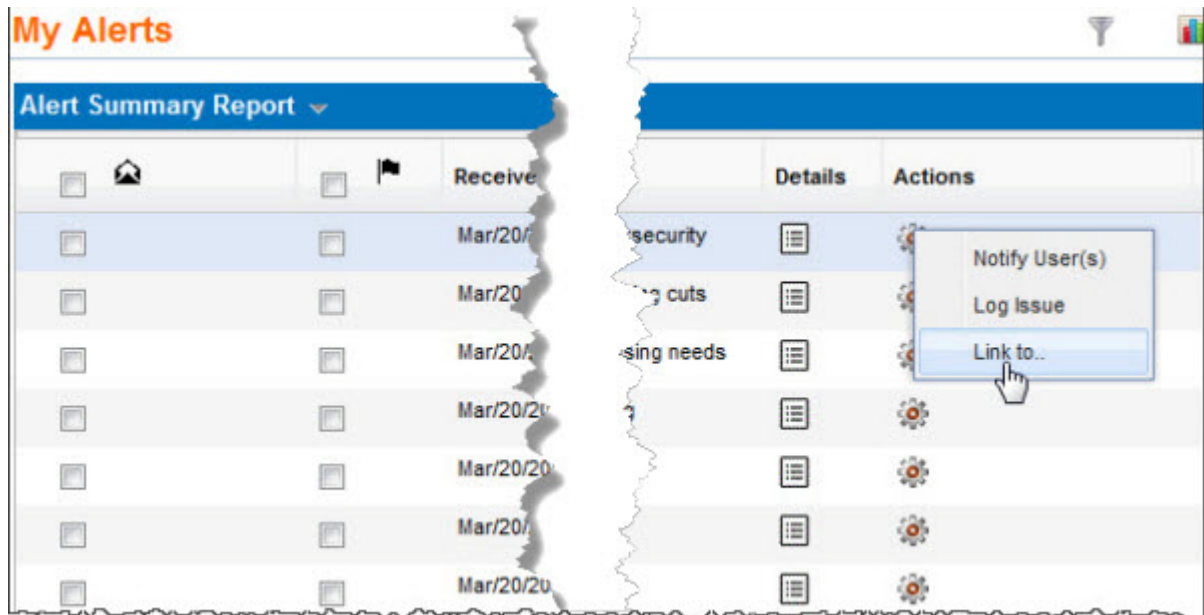 My Alerts
Alert Summary Report
Receive Details Actions
Mar/20/ security
Notify User(s)
Mar/20 cuts
Log Issue
Mar/20/ sing needs
Link to..
Mar/20/20
Mar/20/20
Mar/20/
Mar/20/20